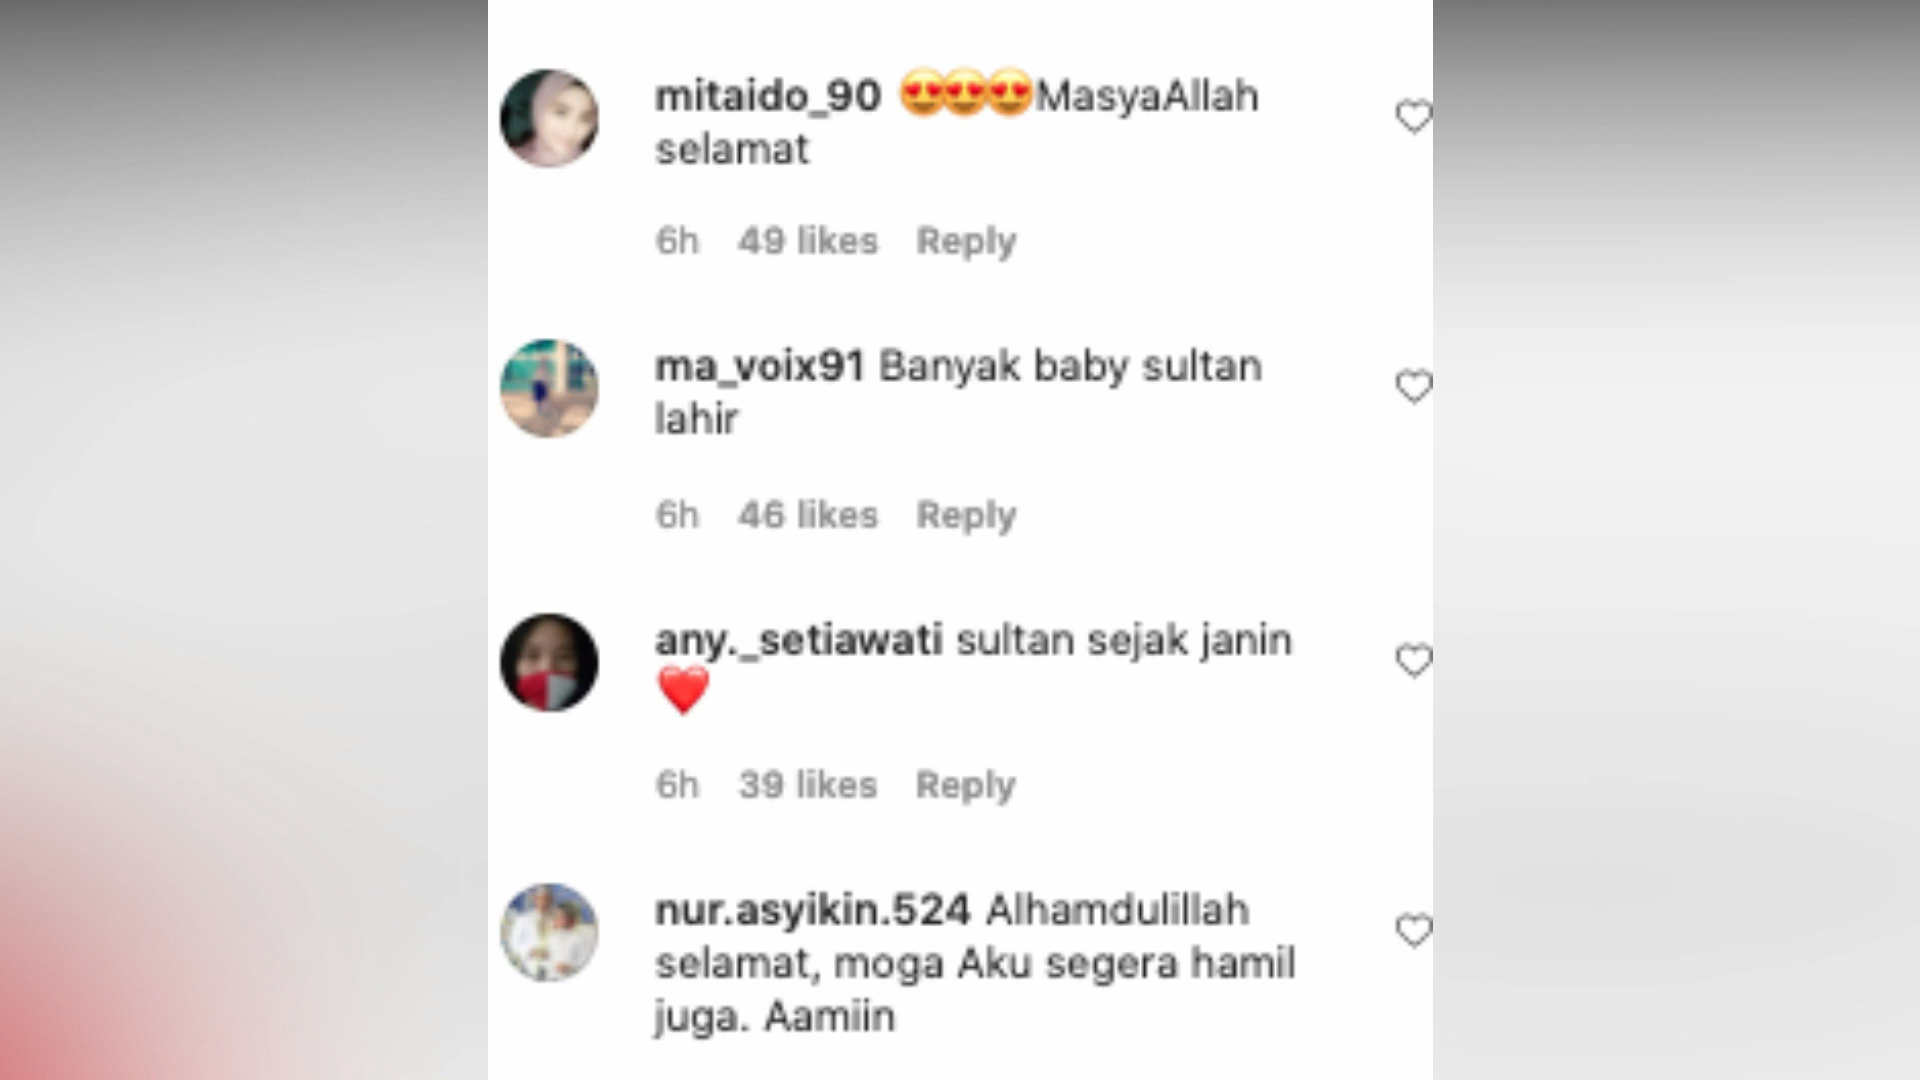 mitaido_90 😍😍😍MasyaAllah
selamat
6h 49 likes Reply
ma_voix91 Banyak baby sultan
lahir
6h 46 likes Reply
any._setiawati sultan sejak janin
❤️
6h 39 likes Reply
nur.asyikin.524 Alhamdulillah
selamat, moga Aku segera hamil
juga. Aamiin